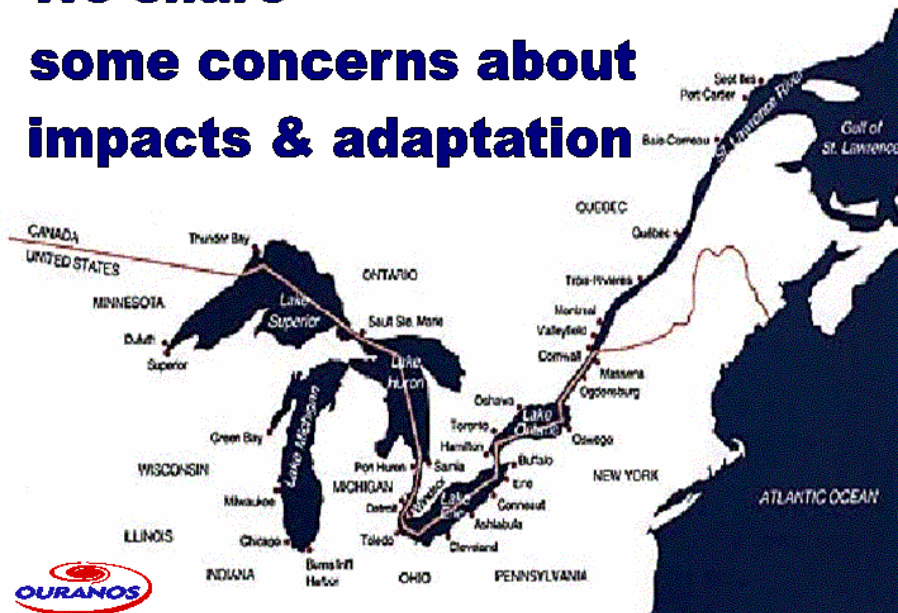 We share
some concerns about
impacts & adaptation
Sept Iles
Port Cartier
Baie-Comeau
St. Lawrence River
Gulf of
St. Lawrence
QUEBEC
Québec
CANADA
UNITED STATES
Thunder Bay
ONTARIO
Trois-Rivières
MINNESOTA
Lake
Superior
Sault Ste. Marie
Montreal
Valleyfield
Cornwall
Duluth
Superior
Lake
Huron
Massena
Ogdensburg
Oshawa
Lake
Ontario
Toronto
Hamilton
Oswego
Green Bay
Lake Michigan
Buffalo
WISCONSIN
Port Huron
Sarnia
Erie
NEW YORK
MICHIGAN
Windsor
Lake
Erie
Conneaut
ATLANTIC OCEAN
Milwaukee
Detroit
Ashtabula
ILLINOIS
Chicago
Toledo
Cleveland
Burns Int'l
Harbor
INDIANA
OHIO
PENNSYLVANIA
OURANOS